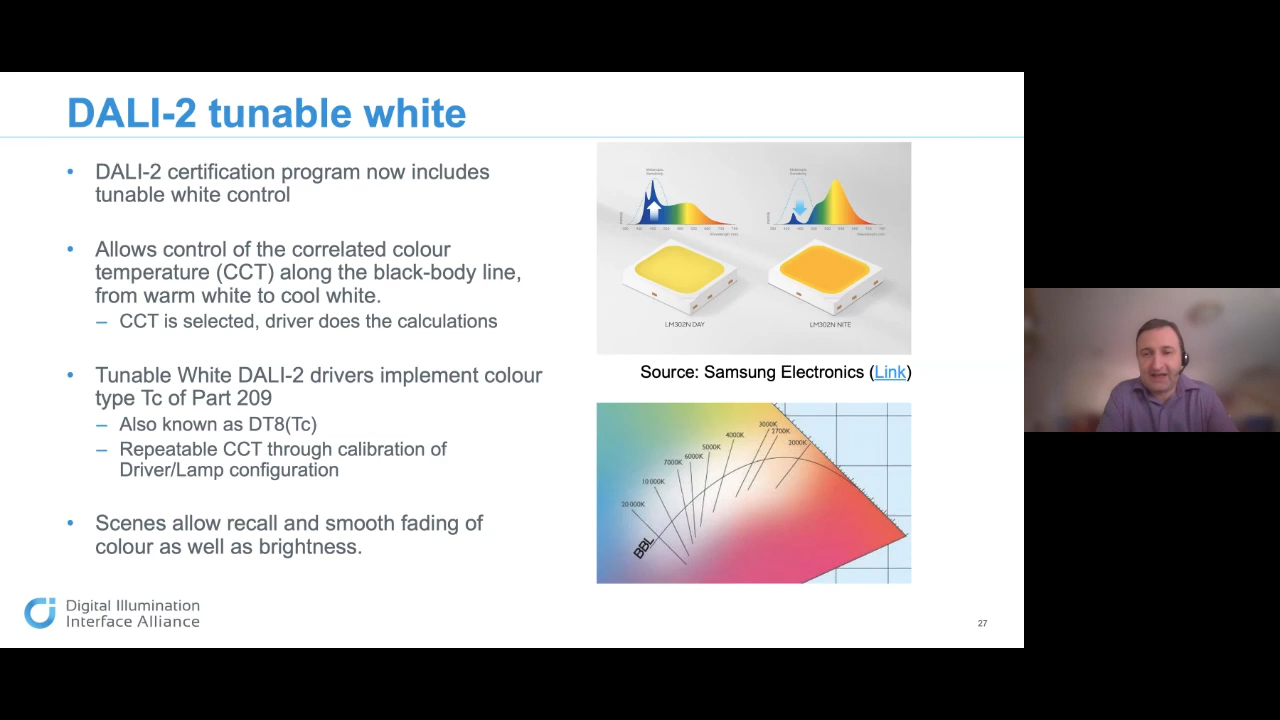 DALI-2 tunable white
• DALI-2 certification program now includes
tunable white control
• Allows control of the correlated colour
temperature (CCT) along the black-body line,
from warm white to cool white.
– CCT is selected, driver does the calculations
• Tunable White DALI-2 drivers implement colour
type Tc of Part 209
– Also known as DT8(Tc)
– Repeatable CCT through calibration of
Driver/Lamp configuration
• Scenes allow recall and smooth fading of
colour as well as brightness.
LM302N DAY
LM302N NITE
Source: Samsung Electronics (Link)
3000K
2700K
4000K
2000K
5000K
6000K
7000K
10 000K
20 000K
BBL
Digital Illumination
Interface Alliance
27